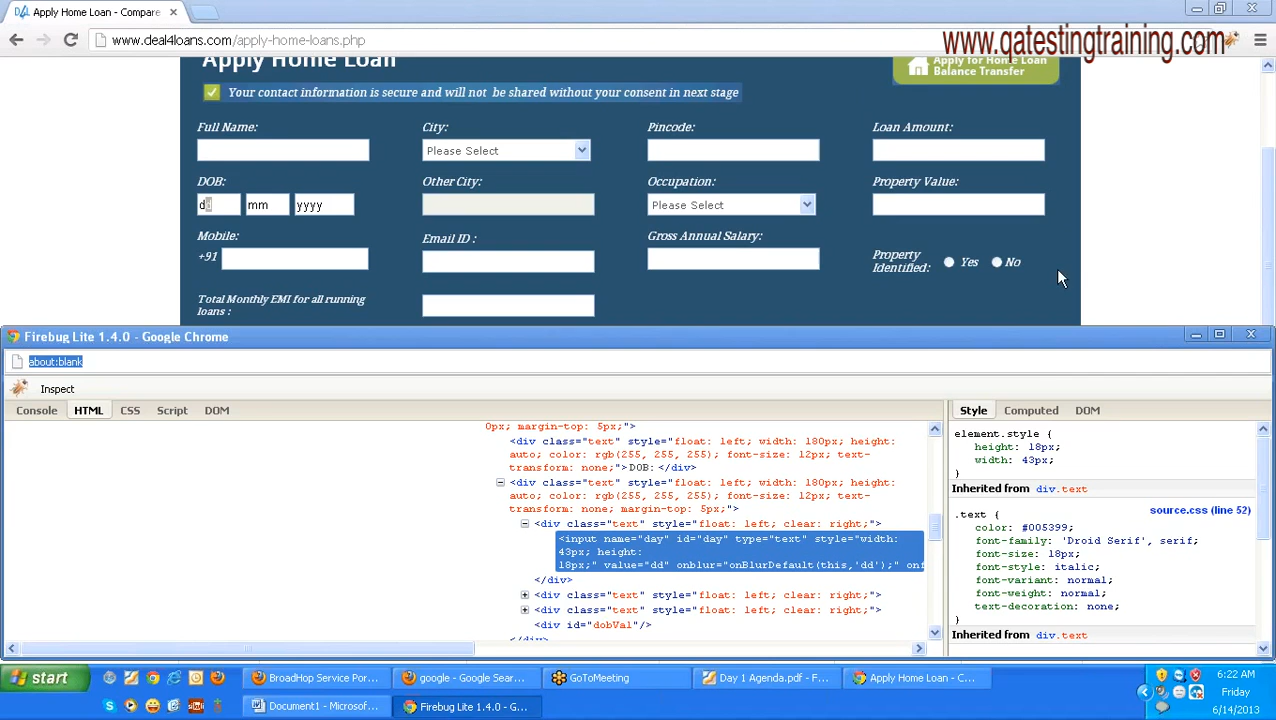 Apply Home Loan - Compare
www.deal4loans.com/apply-home-loans.php
www.qatestingtraining.com
Apply Home Loan
Apply for Home Loan
Balance Transfer
Your contact information is secure and will not be shared without your consent in next stage
Full Name:
City:
Pincode:
Loan Amount:
Please Select
DOB:
Other City:
Occupation:
Property Value:
mm
yyyy
Please Select
Mobile:
Email ID :
Gross Annual Salary:
+91
Property
Identified:
Yes
No
Total Monthly EMI for all running
loans :
Firebug Lite 1.4.0 - Google Chrome
about:blank
Inspect
Console
HTML
CSS
Script
DOM
Style
Computed
DOM
0px; margin-top: 5px;">
<div class="text" style="float: left; width: 180px; height:
auto; color: rgb(255, 255, 255); font-size: 12px; text-
transform: none;">DOB:</div>
<div class="text" style="float: left; width: 180px; height:
auto; color: rgb(255, 255, 255); font-size: 12px; text-
transform: none; margin-top: 5px;">
<div class="text" style="float: left; clear: right;">
<input name="day" id="day" type="text" style="width:
43px; height:
18px;" value="dd" onblur="onBlurDefault(this,'dd');" onf
</div>
<div class="text" style="float: left; clear: right;">
<div class="text" style="float: left; clear: right;">
<div id="dobVal"/>
</div>
element.style {
height: 18px;
width: 43px;
}
Inherited from div.text
source.css (line 52)
.text {
color: #005399;
font-family: 'Droid Serif', serif;
font-size: 18px;
font-style: italic;
font-variant: normal;
font-weight: normal;
text-decoration: none;
}
Inherited from div.text
start
BroadHop Service Por...
google - Google Sear...
GoToMeeting
Day 1 Agenda.pdf - F...
Apply Home Loan - C...
Document1 - Microsof...
Firebug Lite 1.4.0 - G...
6:22 AM
Friday
6/14/2013